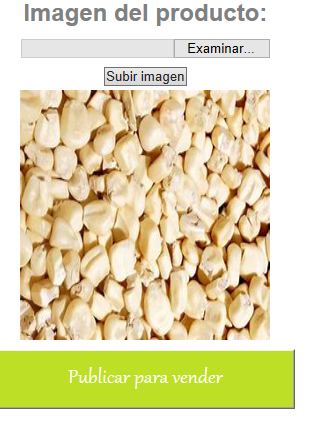 Imagen del producto:
Examinar...
Subir imagen
Publicar para vender